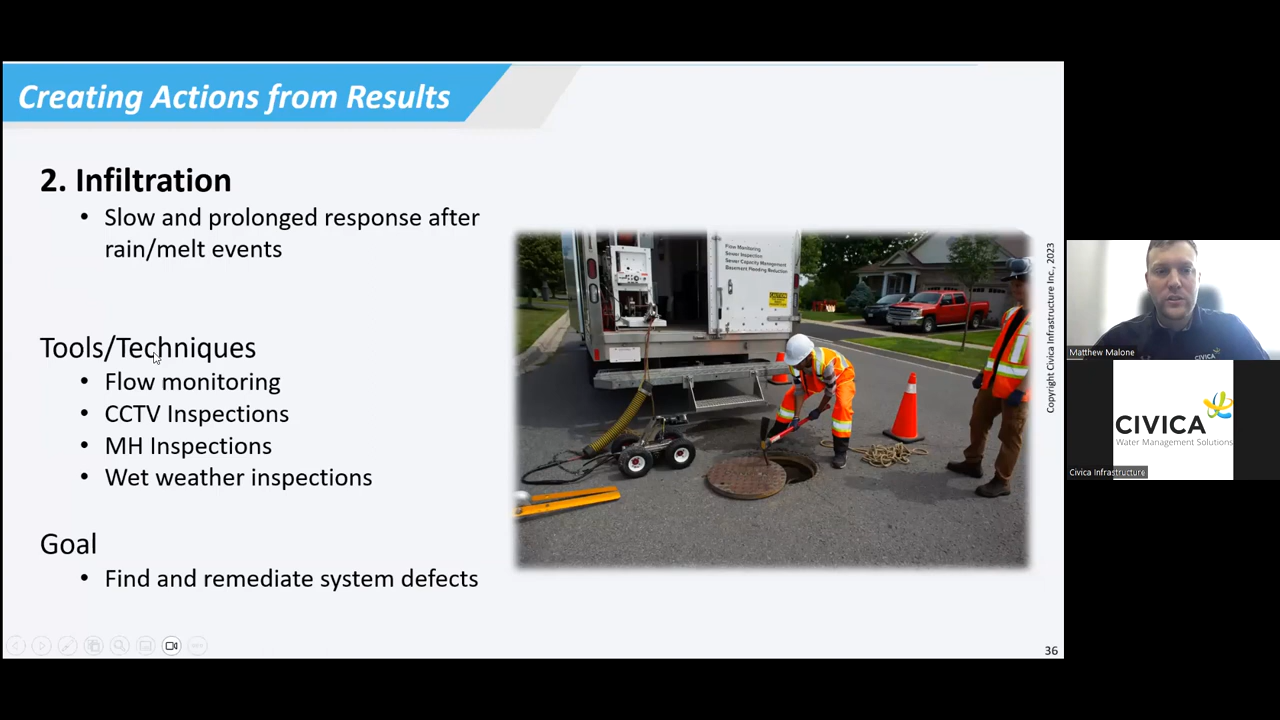 Creating Actions from Results
2. Infiltration
• Slow and prolonged response after
rain/melt events
Tools/Techniques
• Flow monitoring
• CCTV Inspections
• MH Inspections
• Wet weather inspections
Goal
• Find and remediate system defects
Flow Monitoring
Sewer Inspection
Sewer Capacity Management
Basement Flooding Reduction
Copyright Civica Infrastructure Inc., 2023
36
CIVICA
Matthew Malone
CIVICA
Water Management Solutions
Civica Infrastructure